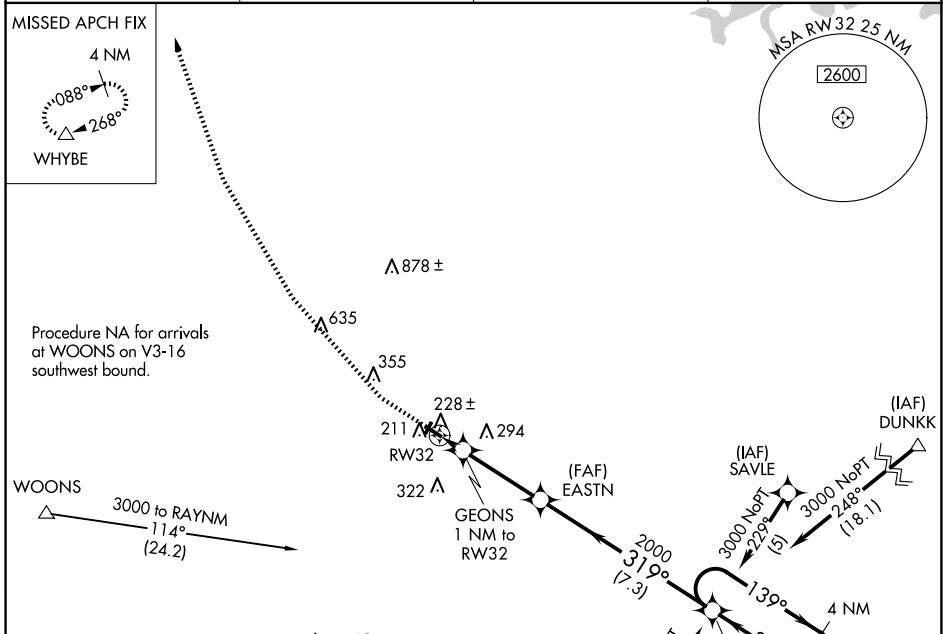 MISSED APCH FIX
4 NM
088°
268°
WHYBE
MSA RW32 25 NM
2600
878 ±
635
Procedure NA for arrivals
at WOONS on V3-16
southwest bound.
355
228 ±
211
294
RW32
322
(IAF)
DUNKK
(IAF)
SAVLE
(FAF)
EASTN
WOONS
3000 to RAYNM
114°
(24.2)
GEONS
1 NM to
RW32
3000 NoPT
248°
(18.1)
3000 NoPT
229°
(5)
2000
319°
(7.3)
139°
4 NM